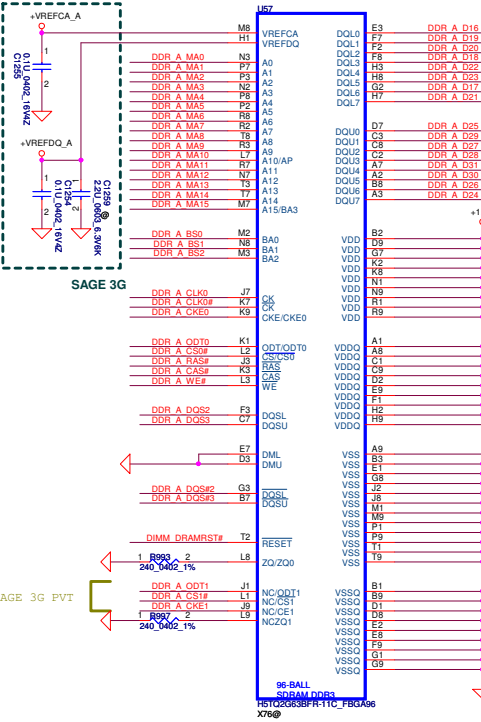 +VREFCA_A
C1255
0.1U_0402_16V4Z
1
2
+VREFDQ_A
C1254
0.1U_0402_16V4Z
1
2
C1259
@
2.2U_0603_6.3V6K
1
2
SAGE 3G
U57
M8 VREFCA
H1 VREFDQ
DDR_A_MA0 N3 A0
DDR_A_MA1 P7 A1
DDR_A_MA2 P3 A2
DDR_A_MA3 N2 A3
DDR_A_MA4 P8 A4
DDR_A_MA5 P2 A5
DDR_A_MA6 R8 A6
DDR_A_MA7 R2 A7
DDR_A_MA8 T8 A8
DDR_A_MA9 R3 A9
DDR_A_MA10 L7 A10/AP
DDR_A_MA11 R7 A11
DDR_A_MA12 N7 A12
DDR_A_MA13 T3 A13
DDR_A_MA14 T7 A14
DDR_A_MA15 M7 A15/BA3
DDR_A_BS0 M2 BA0
DDR_A_BS1 N8 BA1
DDR_A_BS2 M3 BA2
DDR_A_CLK0 J7 CK
DDR_A_CLK0# K7 CK
DDR_A_CKE0 K9 CKE/CKE0
DDR_A_ODT0 K1 ODT/ODT0
DDR_A_CS0# L2 CS/CS0
DDR_A_RAS# J3 RAS
DDR_A_CAS# K3 CAS
DDR_A_WE# L3 WE
DDR_A_DQS2 F3 DQSL
DDR_A_DQS3 C7 DQSU
E7 DML
D3 DMU
DDR_A_DQS#2 G3 DQSL
DDR_A_DQS#3 B7 DQSU
DIMM_DRAMRST# T2 RESET
1 R993 2 L8 ZQ/ZQ0
240_0402_1%
AGE 3G PVT
DDR_A_ODT1 J1 NC/ODT1
DDR_A_CS1# L1 NC/CS1
DDR_A_CKE1 J9 NC/CE1
1 R997 2 L9 NCZQ1
240_0402_1%
DQL0 E3 DDR_A_D16
DQL1 F7 DDR_A_D19
DQL2 F2 DDR_A_D20
DQL3 F8 DDR_A_D18
DQL4 H3 DDR_A_D22
DQL5 H8 DDR_A_D23
DQL6 G2 DDR_A_D17
DQL7 H7 DDR_A_D21
DQU0 D7 DDR_A_D25
DQU1 C3 DDR_A_D29
DQU2 C8 DDR_A_D27
DQU3 C2 DDR_A_D28
DQU4 A7 DDR_A_D31
DQU5 A2 DDR_A_D30
DQU6 B8 DDR_A_D26
DQU7 A3 DDR_A_D24
+1
VDD B2
VDD D9
VDD G7
VDD K2
VDD K8
VDD N1
VDD N9
VDD R1
VDD R9
VDDQ A1
VDDQ A8
VDDQ C1
VDDQ C9
VDDQ D2
VDDQ E9
VDDQ F1
VDDQ H2
VDDQ H9
VSS A9
VSS B3
VSS E1
VSS G8
VSS J2
VSS J8
VSS M1
VSS M9
VSS P1
VSS P9
VSS T1
VSS T9
VSSQ B1
VSSQ B9
VSSQ D1
VSSQ D8
VSSQ E2
VSSQ E8
VSSQ F9
VSSQ G1
VSSQ G9
96-BALL
SDRAM DDR3
H5TQ2G63BFR-11C_FBGA96
X76@